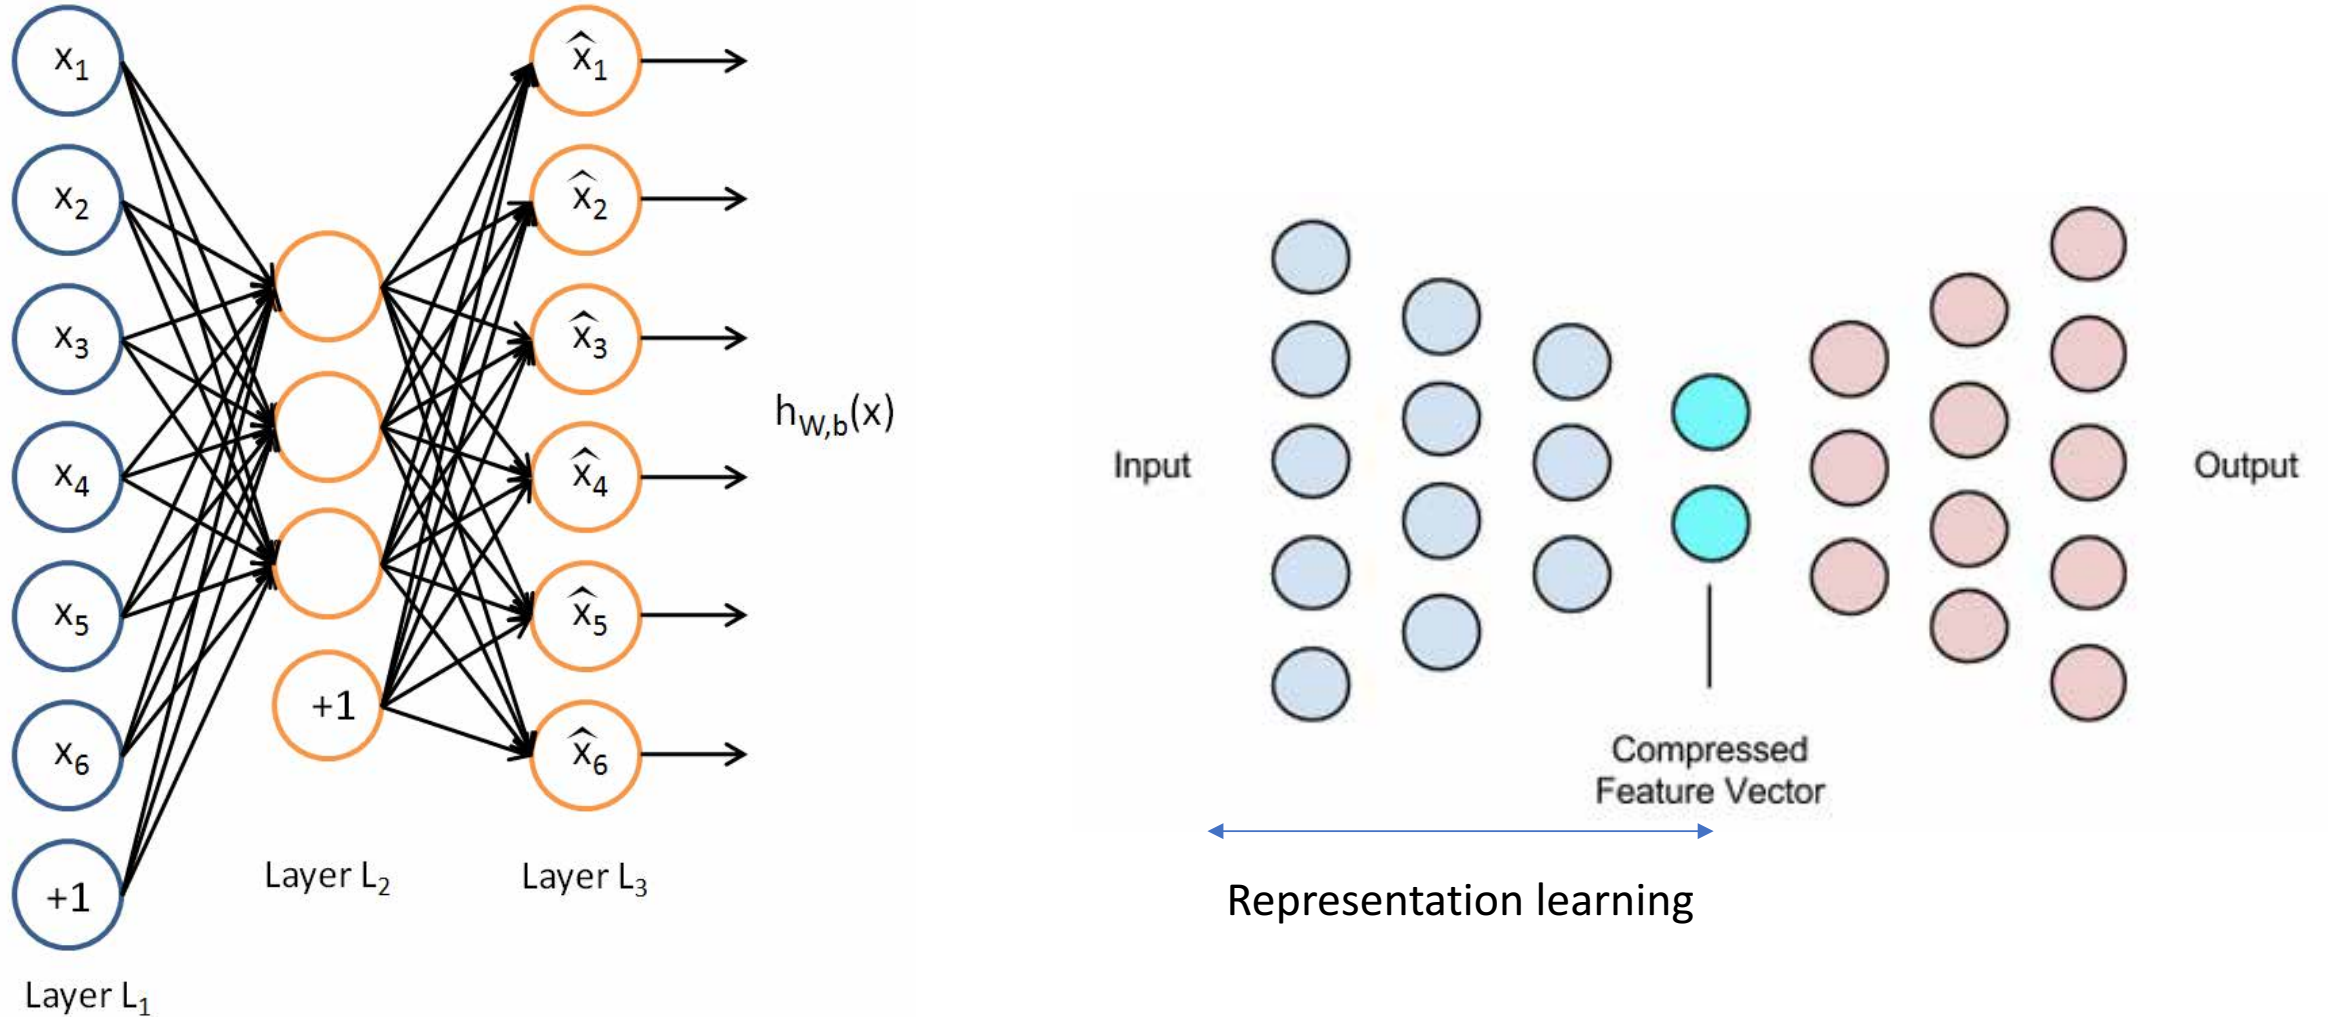 x₁
x₂
x₃
x₄
x₅
x₆
+1
Layer L₁
+1
Layer L₂
x̂₁
x̂₂
x̂₃
x̂₄
x̂₅
x̂₆
Layer L₃
h_W,b(x)
Input
Compressed
Feature Vector
Output
Representation learning